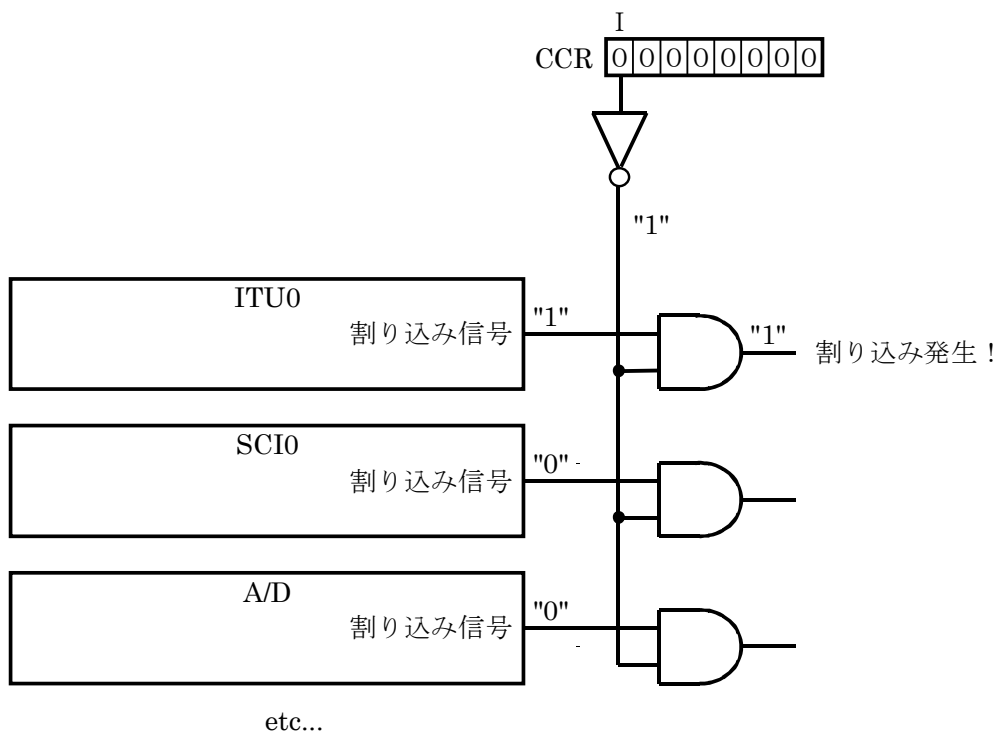 I
CCR 0 0 0 0 0 0 0 0
"1"
ITU0
割り込み信号
"1"
"1"
割り込み発生！
SCI0
割り込み信号
"0"
A/D
割り込み信号
"0"
etc...